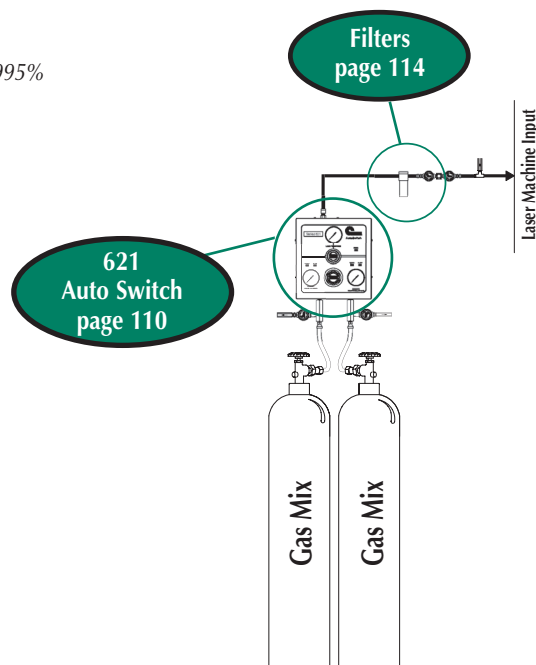 995%
Filters
page 114
Laser Machine Input
621
Auto Switch
page 110
Gas Mix
Gas Mix